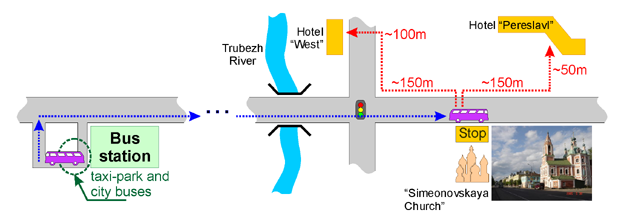 Hotel
"West"
~100m
Hotel "Pereslavl"
Trubezh
River
~150m
~150m
~50m
Bus
station
taxi-park and
city buses
Stop
"Simeonovskaya
Church"